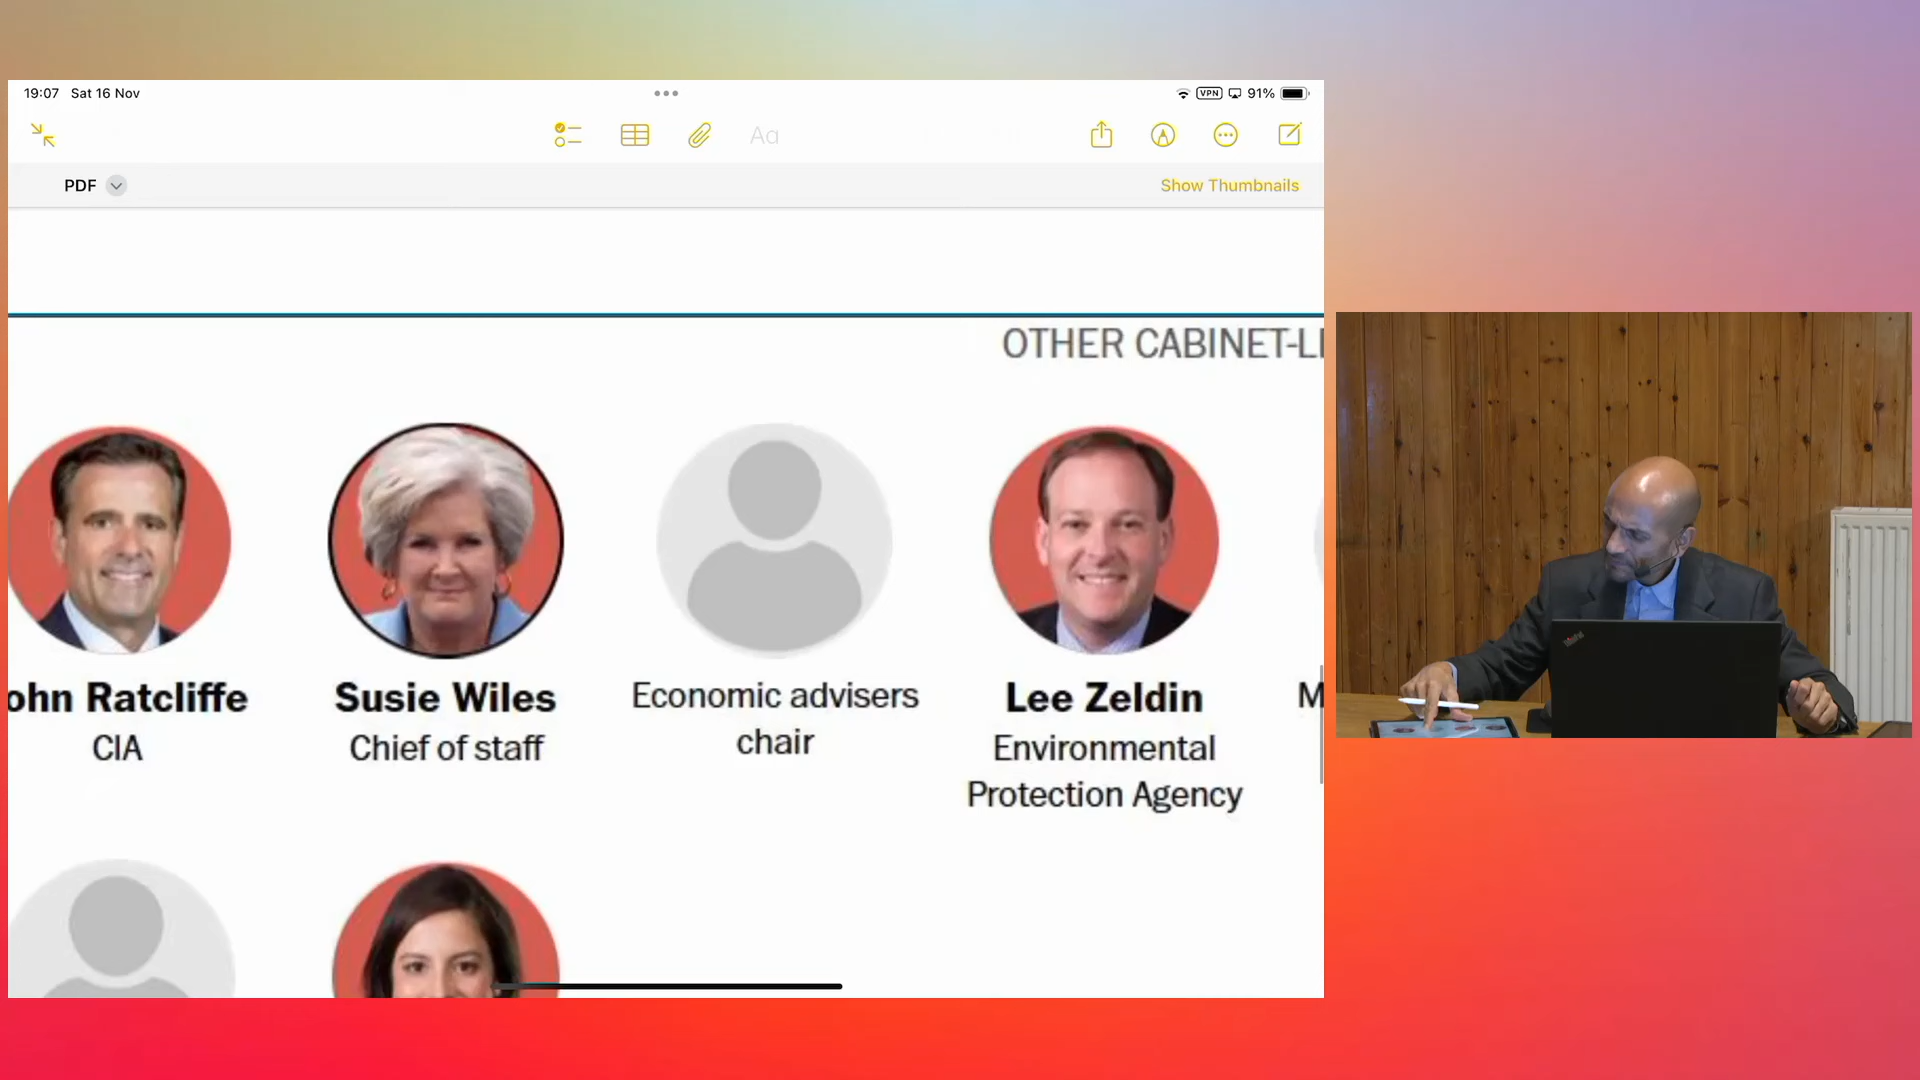 19:07 Sat 16 Nov
VPN 91%
Aa
PDF
Show Thumbnails
OTHER CABINET-L
ohn Ratcliffe
CIA
Susie Wiles
Chief of staff
Economic advisers
chair
Lee Zeldin
Environmental
Protection Agency
M
ThinkPad